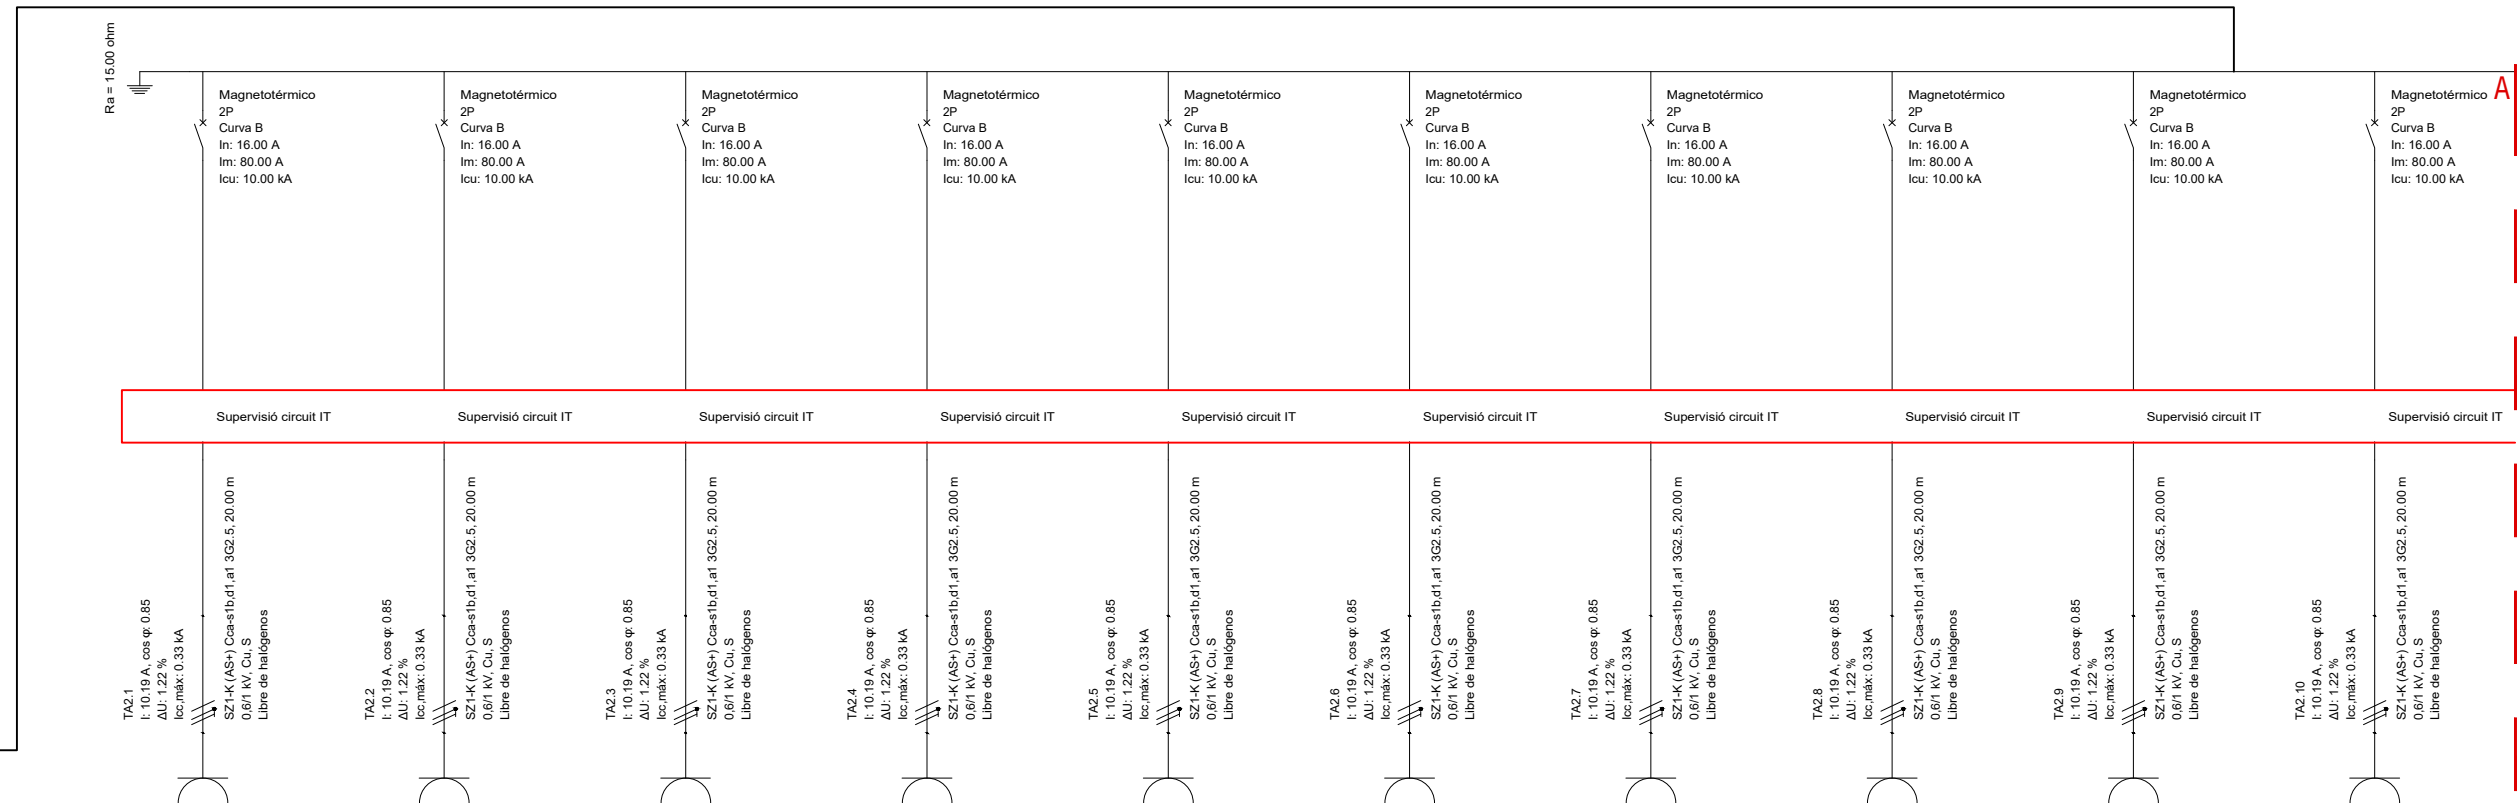 Ra = 15.00 ohm
A
Magnetotérmico
2P
Curva B
In: 16.00 A
Im: 80.00 A
Icu: 10.00 kA
Magnetotérmico
2P
Curva B
In: 16.00 A
Im: 80.00 A
Icu: 10.00 kA
Magnetotérmico
2P
Curva B
In: 16.00 A
Im: 80.00 A
Icu: 10.00 kA
Magnetotérmico
2P
Curva B
In: 16.00 A
Im: 80.00 A
Icu: 10.00 kA
Magnetotérmico
2P
Curva B
In: 16.00 A
Im: 80.00 A
Icu: 10.00 kA
Magnetotérmico
2P
Curva B
In: 16.00 A
Im: 80.00 A
Icu: 10.00 kA
Magnetotérmico
2P
Curva B
In: 16.00 A
Im: 80.00 A
Icu: 10.00 kA
Magnetotérmico
2P
Curva B
In: 16.00 A
Im: 80.00 A
Icu: 10.00 kA
Magnetotérmico
2P
Curva B
In: 16.00 A
Im: 80.00 A
Icu: 10.00 kA
Magnetotérmico
2P
Curva B
In: 16.00 A
Im: 80.00 A
Icu: 10.00 kA
Supervisió circuit IT
Supervisió circuit IT
Supervisió circuit IT
Supervisió circuit IT
Supervisió circuit IT
Supervisió circuit IT
Supervisió circuit IT
Supervisió circuit IT
Supervisió circuit IT
Supervisió circuit IT
TA2.1
I: 10.19 A, cos φ: 0.85
ΔU: 1.22 %
Icc,máx: 0.33 kA
SZ1-K (AS+) Cca-s1b,d1,a1 3G2.5, 20.00 m
0,6/1 kV, Cu, S
Libre de halógenos
TA2.2
I: 10.19 A, cos φ: 0.85
ΔU: 1.22 %
Icc,máx: 0.33 kA
SZ1-K (AS+) Cca-s1b,d1,a1 3G2.5, 20.00 m
0,6/1 kV, Cu, S
Libre de halógenos
TA2.3
I: 10.19 A, cos φ: 0.85
ΔU: 1.22 %
Icc,máx: 0.33 kA
SZ1-K (AS+) Cca-s1b,d1,a1 3G2.5, 20.00 m
0,6/1 kV, Cu, S
Libre de halógenos
TA2.4
I: 10.19 A, cos φ: 0.85
ΔU: 1.22 %
Icc,máx: 0.33 kA
SZ1-K (AS+) Cca-s1b,d1,a1 3G2.5, 20.00 m
0,6/1 kV, Cu, S
Libre de halógenos
TA2.5
I: 10.19 A, cos φ: 0.85
ΔU: 1.22 %
Icc,máx: 0.33 kA
SZ1-K (AS+) Cca-s1b,d1,a1 3G2.5, 20.00 m
0,6/1 kV, Cu, S
Libre de halógenos
TA2.6
I: 10.19 A, cos φ: 0.85
ΔU: 1.22 %
Icc,máx: 0.33 kA
SZ1-K (AS+) Cca-s1b,d1,a1 3G2.5, 20.00 m
0,6/1 kV, Cu, S
Libre de halógenos
TA2.7
I: 10.19 A, cos φ: 0.85
ΔU: 1.22 %
Icc,máx: 0.33 kA
SZ1-K (AS+) Cca-s1b,d1,a1 3G2.5, 20.00 m
0,6/1 kV, Cu, S
Libre de halógenos
TA2.8
I: 10.19 A, cos φ: 0.85
ΔU: 1.22 %
Icc,máx: 0.33 kA
SZ1-K (AS+) Cca-s1b,d1,a1 3G2.5, 20.00 m
0,6/1 kV, Cu, S
Libre de halógenos
TA2.9
I: 10.19 A, cos φ: 0.85
ΔU: 1.22 %
Icc,máx: 0.33 kA
SZ1-K (AS+) Cca-s1b,d1,a1 3G2.5, 20.00 m
0,6/1 kV, Cu, S
Libre de halógenos
TA2.10
I: 10.19 A, cos φ: 0.85
ΔU: 1.22 %
Icc,máx: 0.33 kA
SZ1-K (AS+) Cca-s1b,d1,a1 3G2.5, 20.00 m
0,6/1 kV, Cu, S
Libre de halógenos